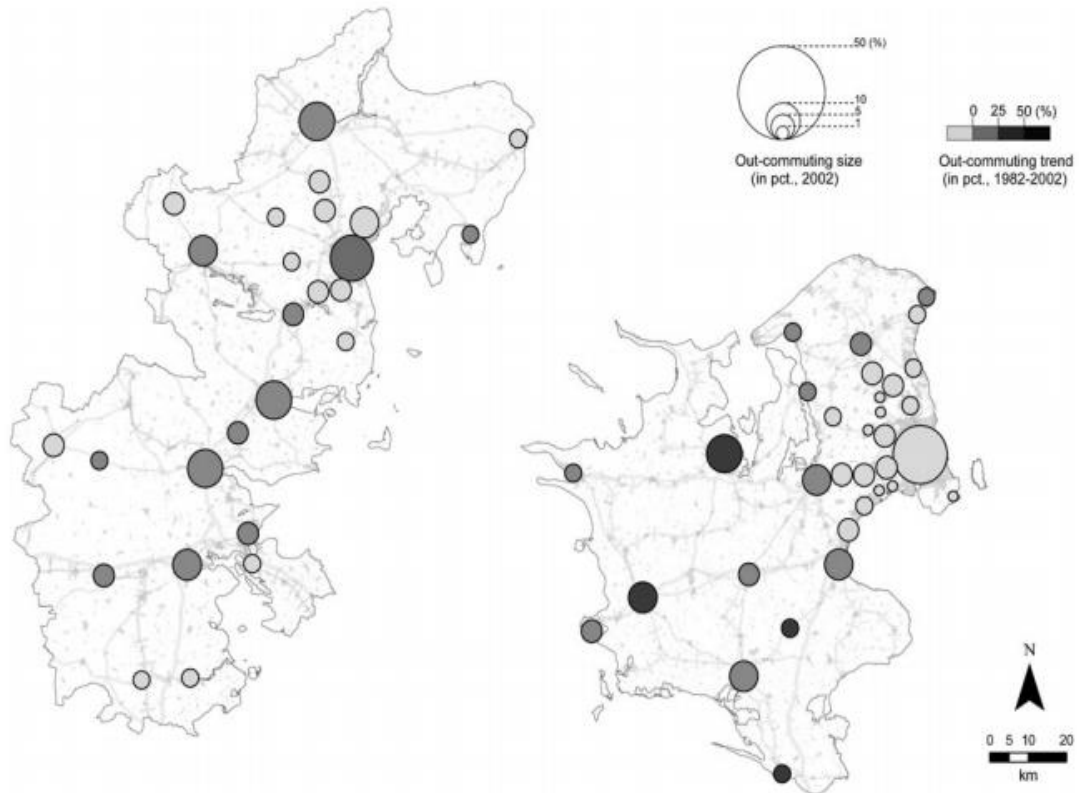 50 (%)
10
5
1
Out-commuting size
(in pct., 2002)
0 25 50 (%)
Out-commuting trend
(in pct., 1982-2002)
N
0 5 10 20
km